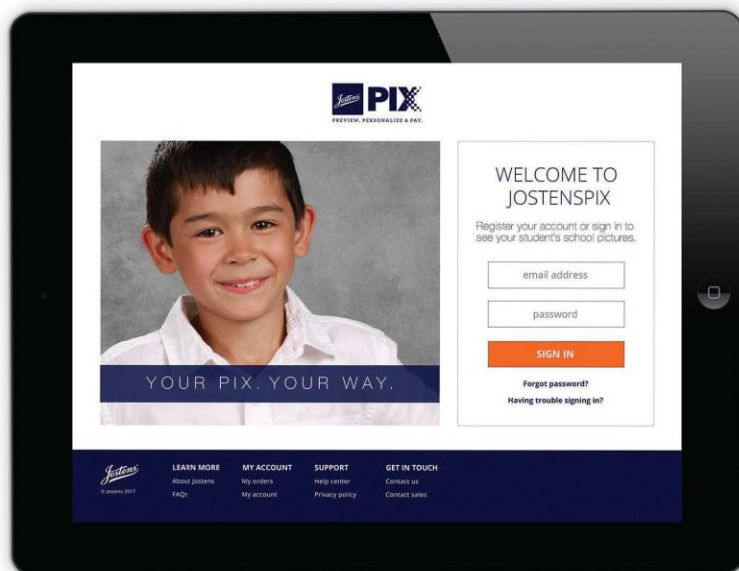 Jostens PIX
PREVIEW, PERSONALIZE & PAY.
YOUR PIX. YOUR WAY.
WELCOME TO
JOSTENSPIX
Register your account or sign in to
see your student's school pictures.
email address
password
SIGN IN
Forgot password?
Having trouble signing in?
Jostens
© Jostens 2017
LEARN MORE
About Jostens
FAQs
MY ACCOUNT
My orders
My account
SUPPORT
Help center
Privacy policy
GET IN TOUCH
Contact us
Contact sales